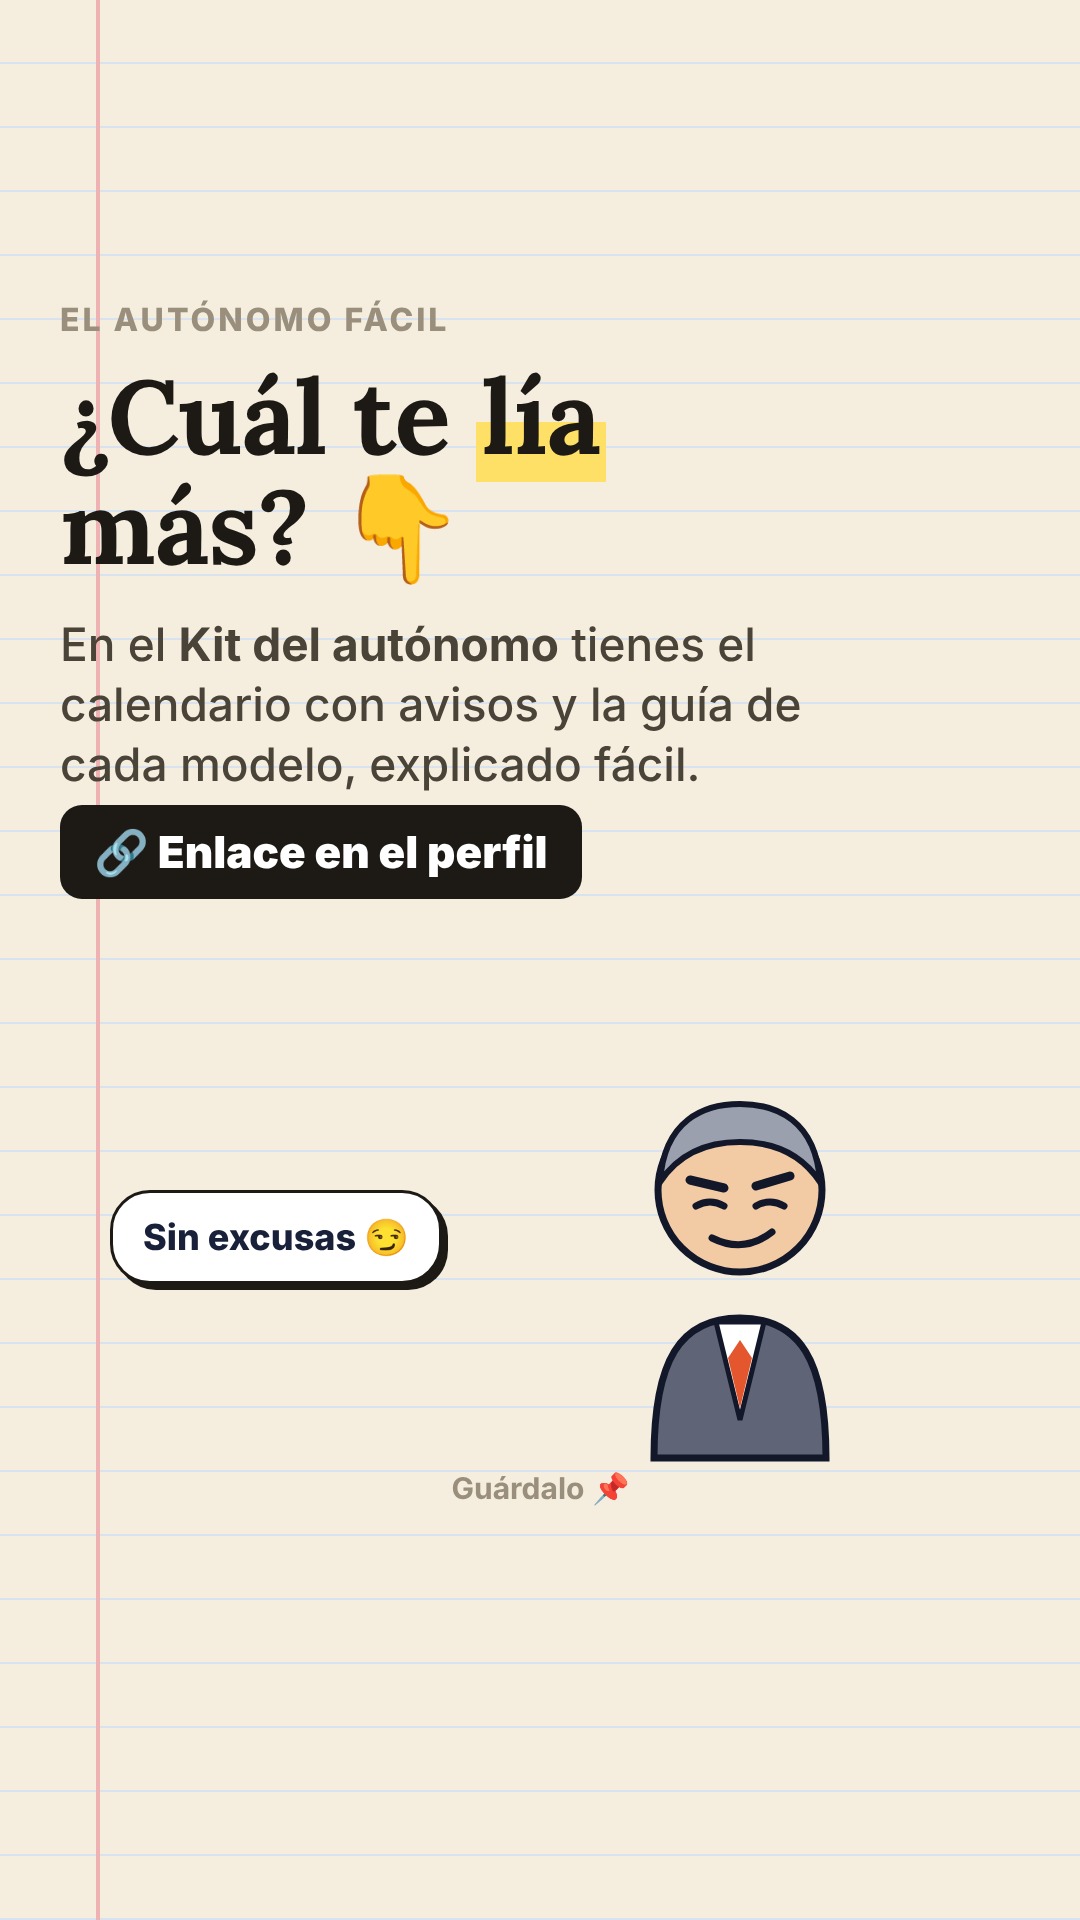 EL AUTÓNOMO FÁCIL
¿Cuál te lía
más? 👇
En el Kit del autónomo tienes el
calendario con avisos y la guía de
cada modelo, explicado fácil.
🔗 Enlace en el perfil
Sin excusas 😏
Guárdalo 📌